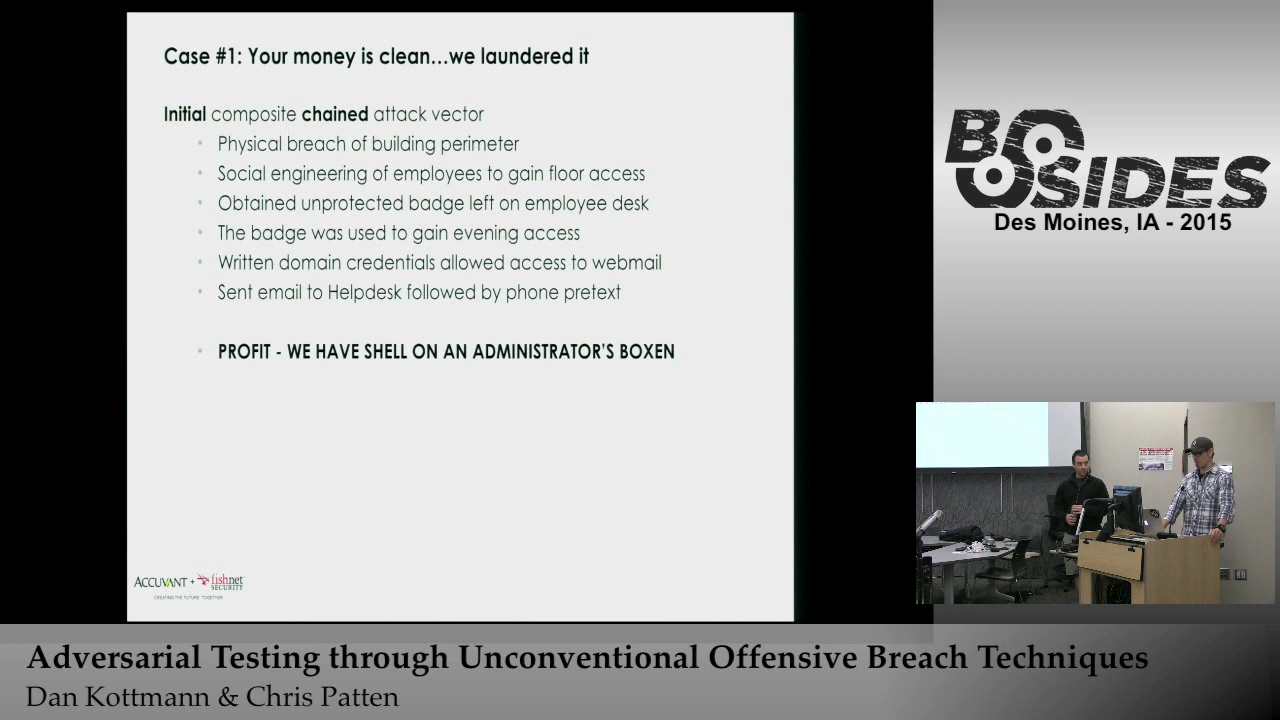 Case #1: Your money is clean...we laundered it
Initial composite chained attack vector
• Physical breach of building perimeter
• Social engineering of employees to gain floor access
• Obtained unprotected badge left on employee desk
• The badge was used to gain evening access
• Written domain credentials allowed access to webmail
• Sent email to Helpdesk followed by phone pretext
• PROFIT - WE HAVE SHELL ON AN ADMINISTRATOR'S BOXEN
ACCUVANT + fishnet SECURITY
CREATING THE FUTURE TOGETHER
BSIDES
Des Moines, IA - 2015
Adversarial Testing through Unconventional Offensive Breach Techniques
Dan Kottmann & Chris Patten